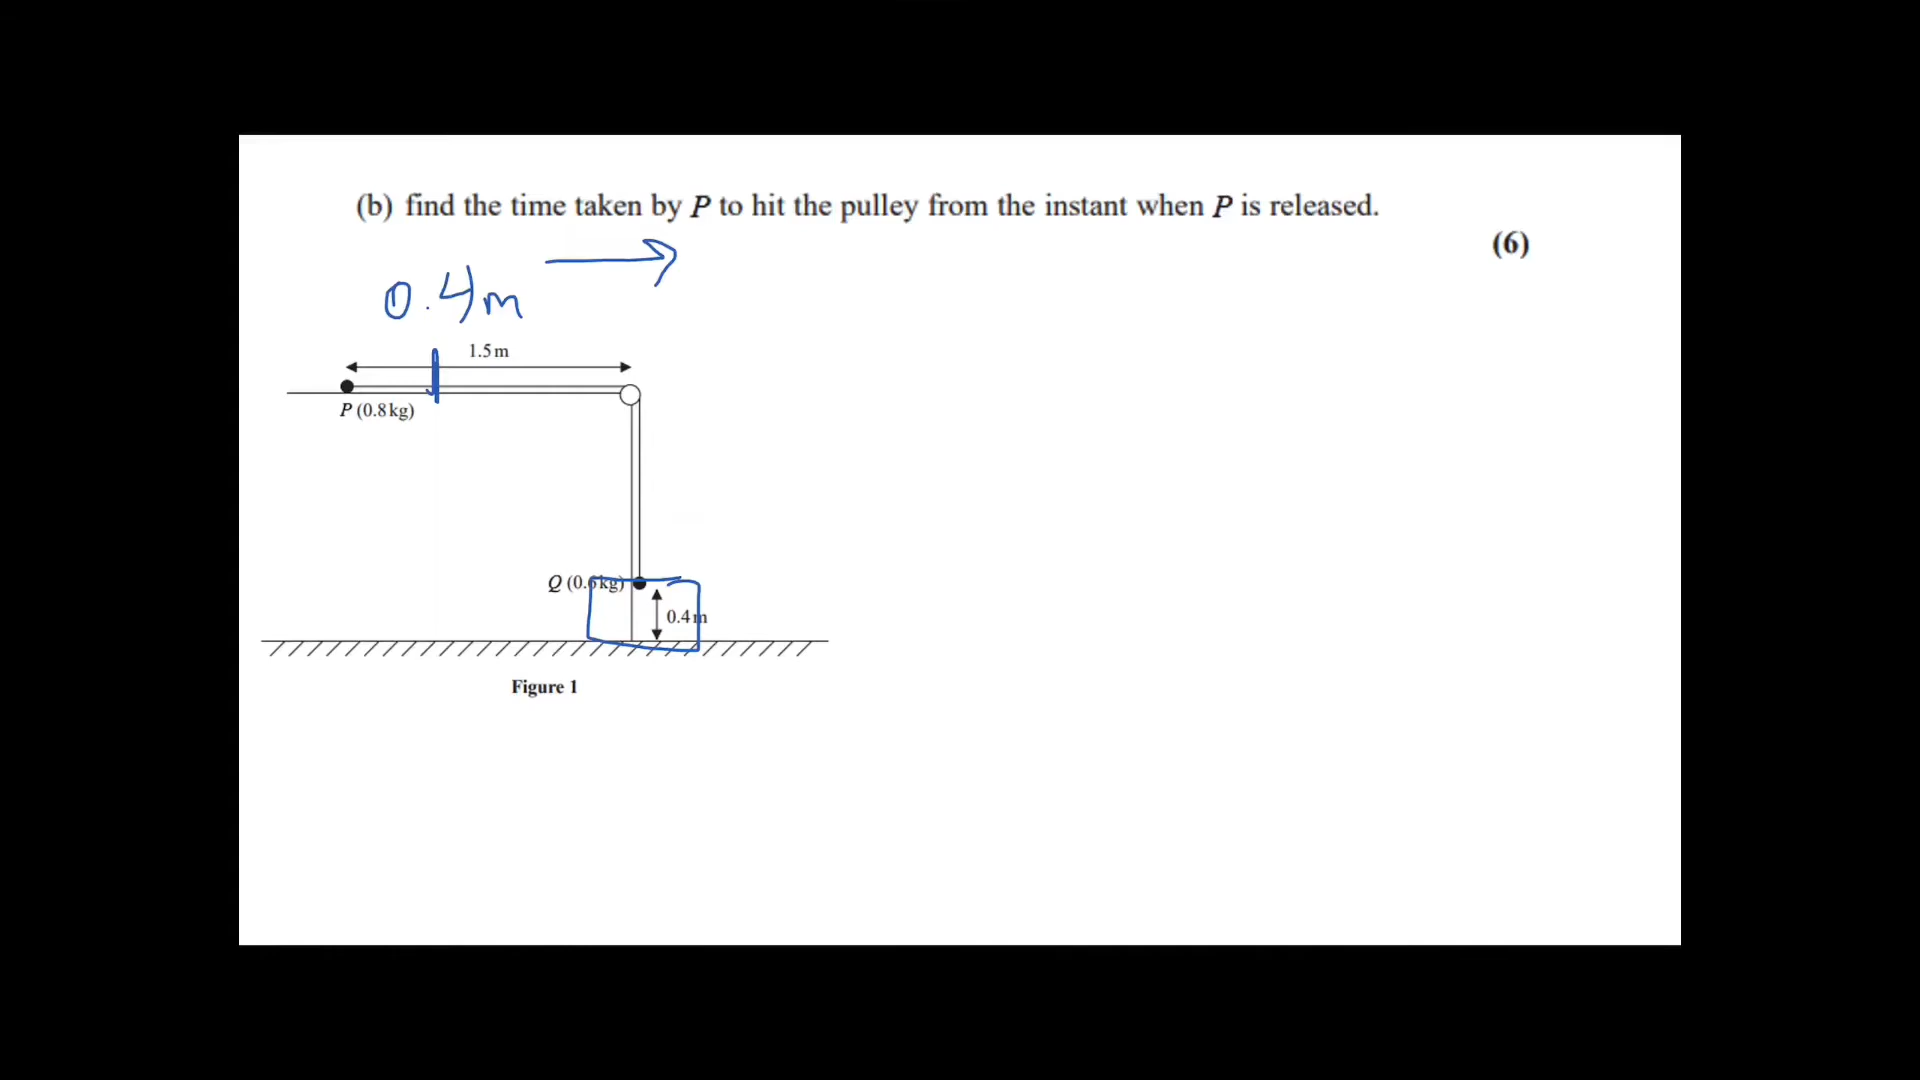 (b) find the time taken by P to hit the pulley from the instant when P is released.
(6)
0.4m
1.5 m
P (0.8 kg)
Q (0.6 kg)
0.4 m
Figure 1